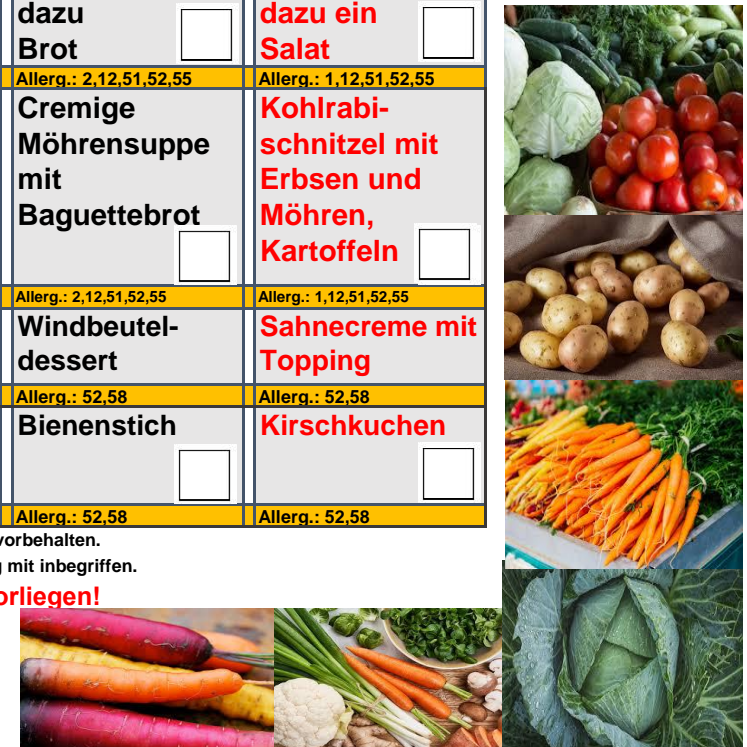 dazu
Brot
dazu ein
Salat
Allerg.: 2,12,51,52,55
Allerg.: 1,12,51,52,55
Cremige
Möhrensuppe
mit
Baguettebrot
Kohlrabi-
schnitzel mit
Erbsen und
Möhren,
Kartoffeln
Allerg.: 2,12,51,52,55
Allerg.: 1,12,51,52,55
Windbeutel-
dessert
Sahnecreme mit
Topping
Allerg.: 52,58
Allerg.: 52,58
Bienenstich
Kirschkuchen
Allerg.: 52,58
Allerg.: 52,58
vorbehalten.
mit inbegriffen.
orliegen!